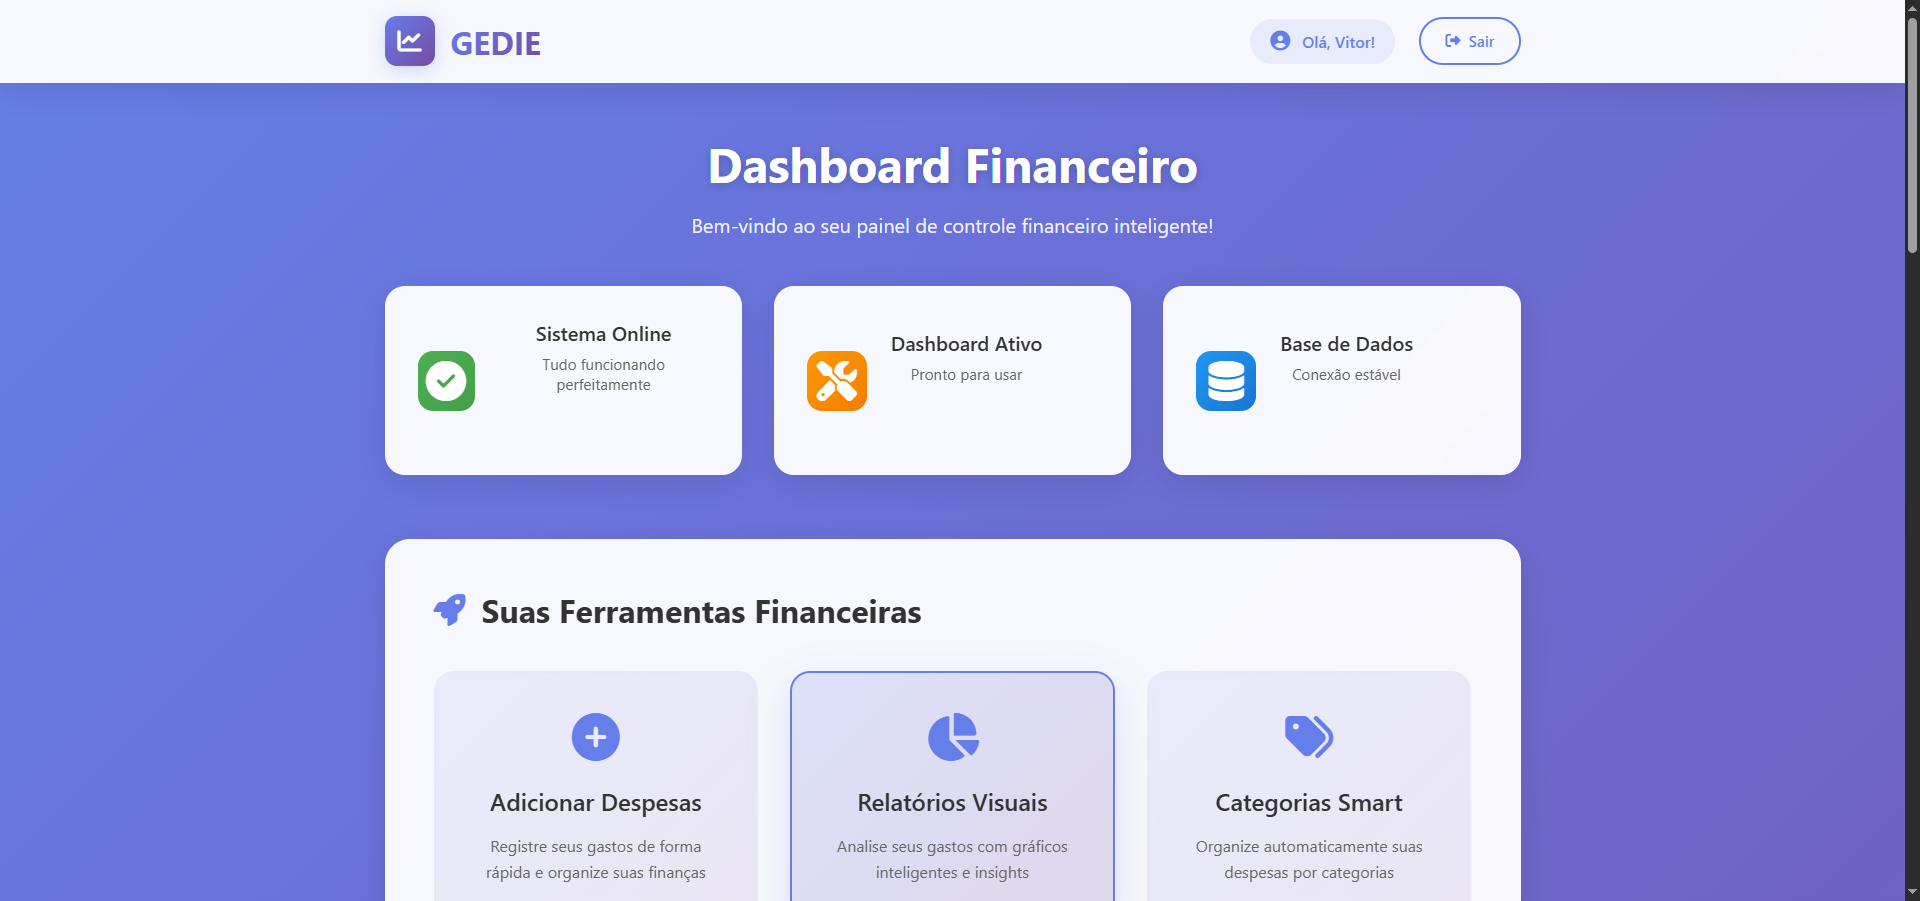 GEDIE
Olá, Vitor!
Sair
Dashboard Financeiro
Bem-vindo ao seu painel de controle financeiro inteligente!
Sistema Online
Tudo funcionando
perfeitamente
Dashboard Ativo
Pronto para usar
Base de Dados
Conexão estável
Suas Ferramentas Financeiras
Adicionar Despesas
Registre seus gastos de forma
rápida e organize suas finanças
Relatórios Visuais
Analise seus gastos com gráficos
inteligentes e insights
Categorias Smart
Organize automaticamente suas
despesas por categorias